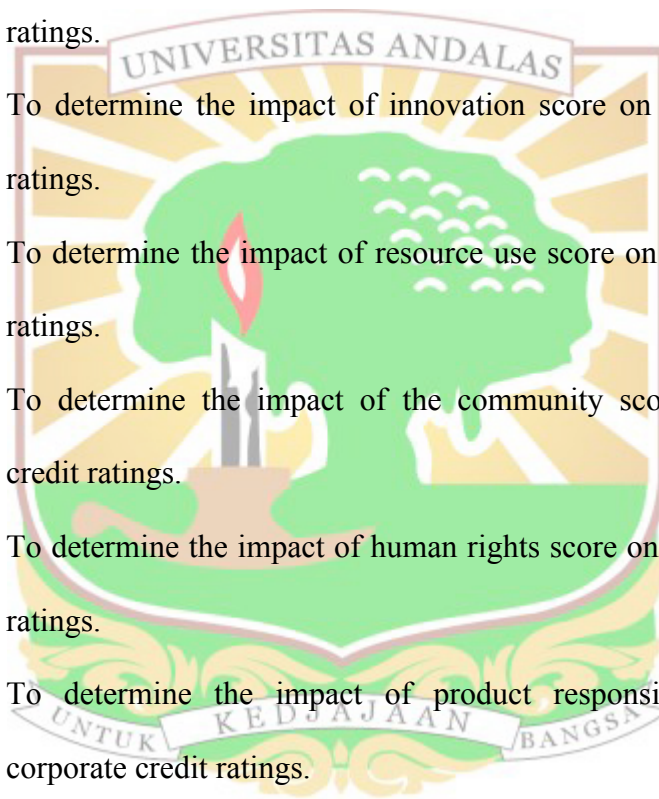 ratings.
UNIVERSITAS ANDALAS
To determine the impact of innovation score on
ratings.
To determine the impact of resource use score on
ratings.
To determine the impact of the community sco
credit ratings.
To determine the impact of human rights score on
ratings.
To determine the impact of product responsi
UNTUK KEDJAJAAN BANGSA
corporate credit ratings.